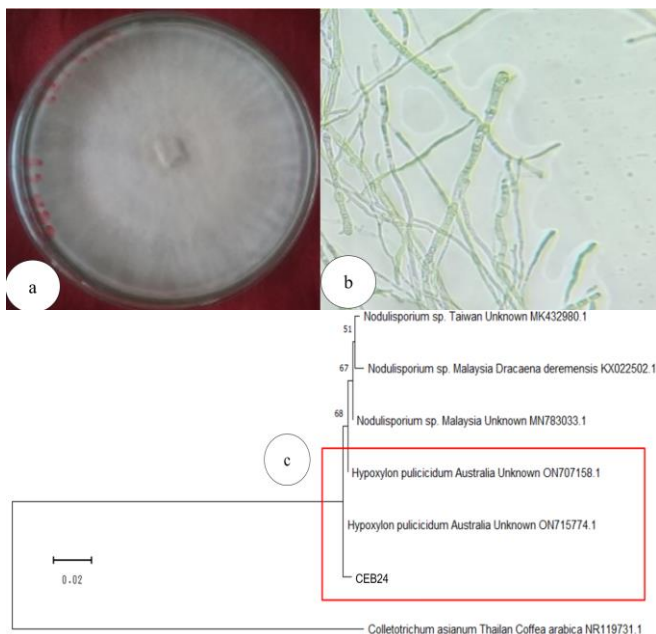 a
b
Nodulisporium sp. Taiwan Unknown MK432980.1
51
67
Nodulisporium sp. Malaysia Dracaena deremensis KX022502.1
68
Nodulisporium sp. Malaysia Unknown MN783033.1
c
Hypoxylon pulicicidum Australia Unknown ON707158.1
Hypoxylon pulicicidum Australia Unknown ON715774.1
0.02
CEB24
Colletotrichum asianum Thailan Coffea arabica NR119731.1